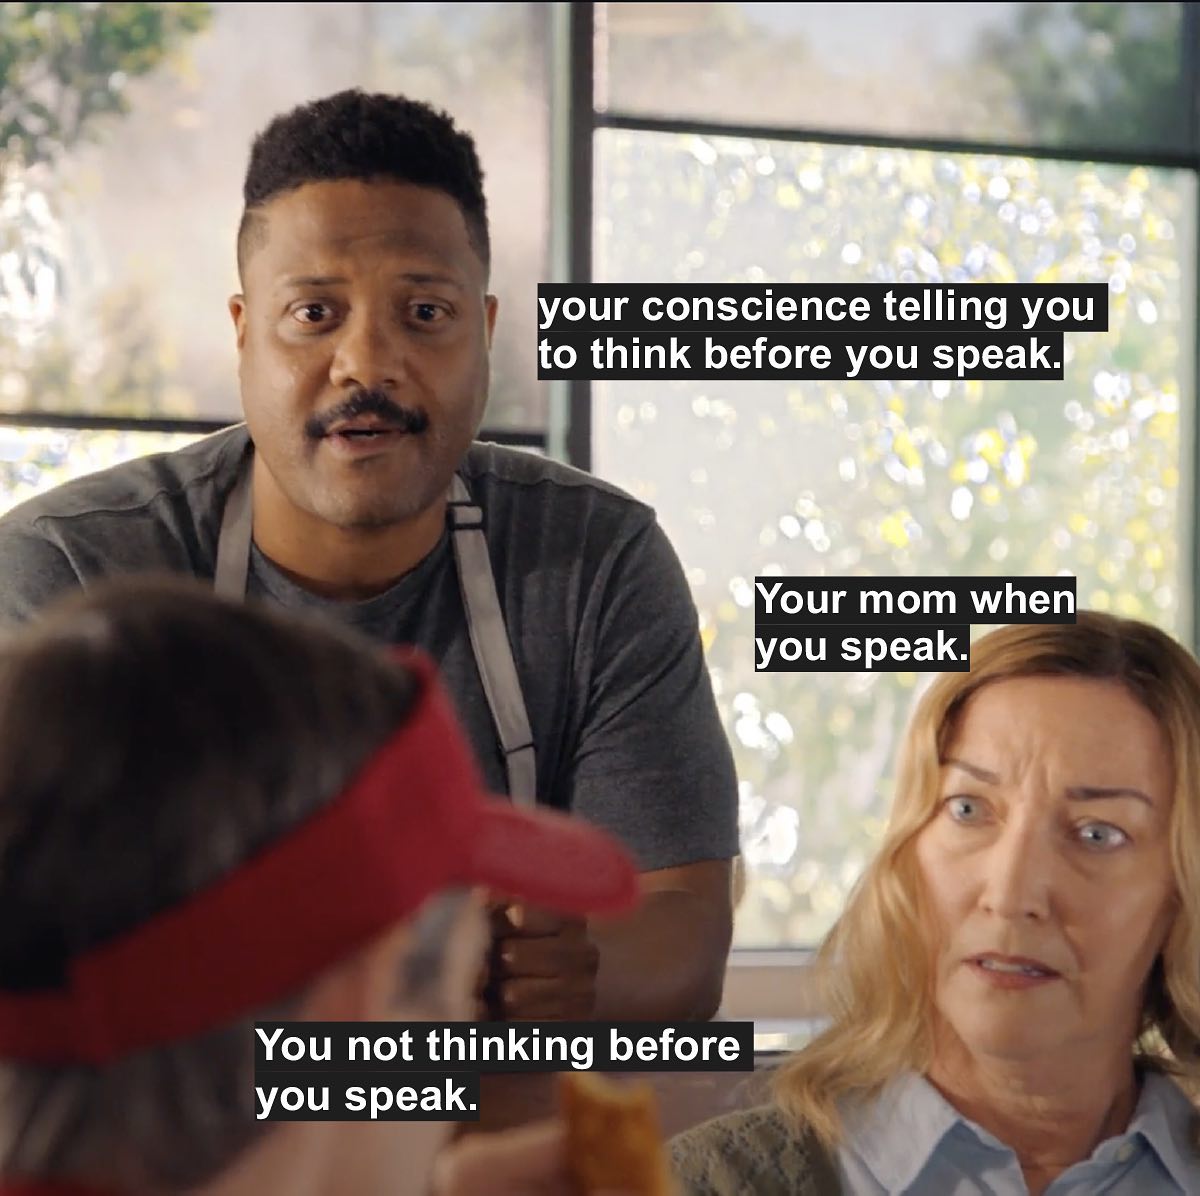 your conscience telling you
to think before you speak.
Your mom when
you speak.
You not thinking before
you speak.